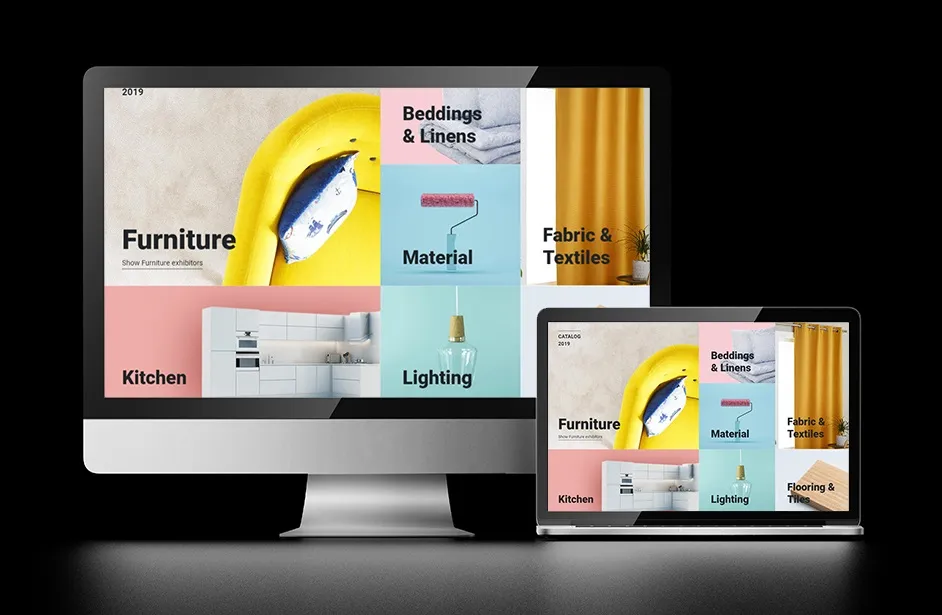 2019
Beddings
& Linens
Furniture
Show Furniture exhibitors
Material
Fabric &
Textiles
Kitchen
Lighting
CATALOG
2019
Beddings
& Linens
Furniture
Show Furniture exhibitors
Material
Fabric &
Textiles
Kitchen
Lighting
Flooring &
Tiles